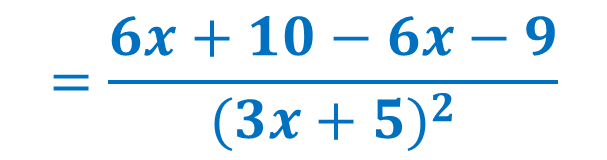 = (6x + 10 − 6x − 9) / (3x + 5)²